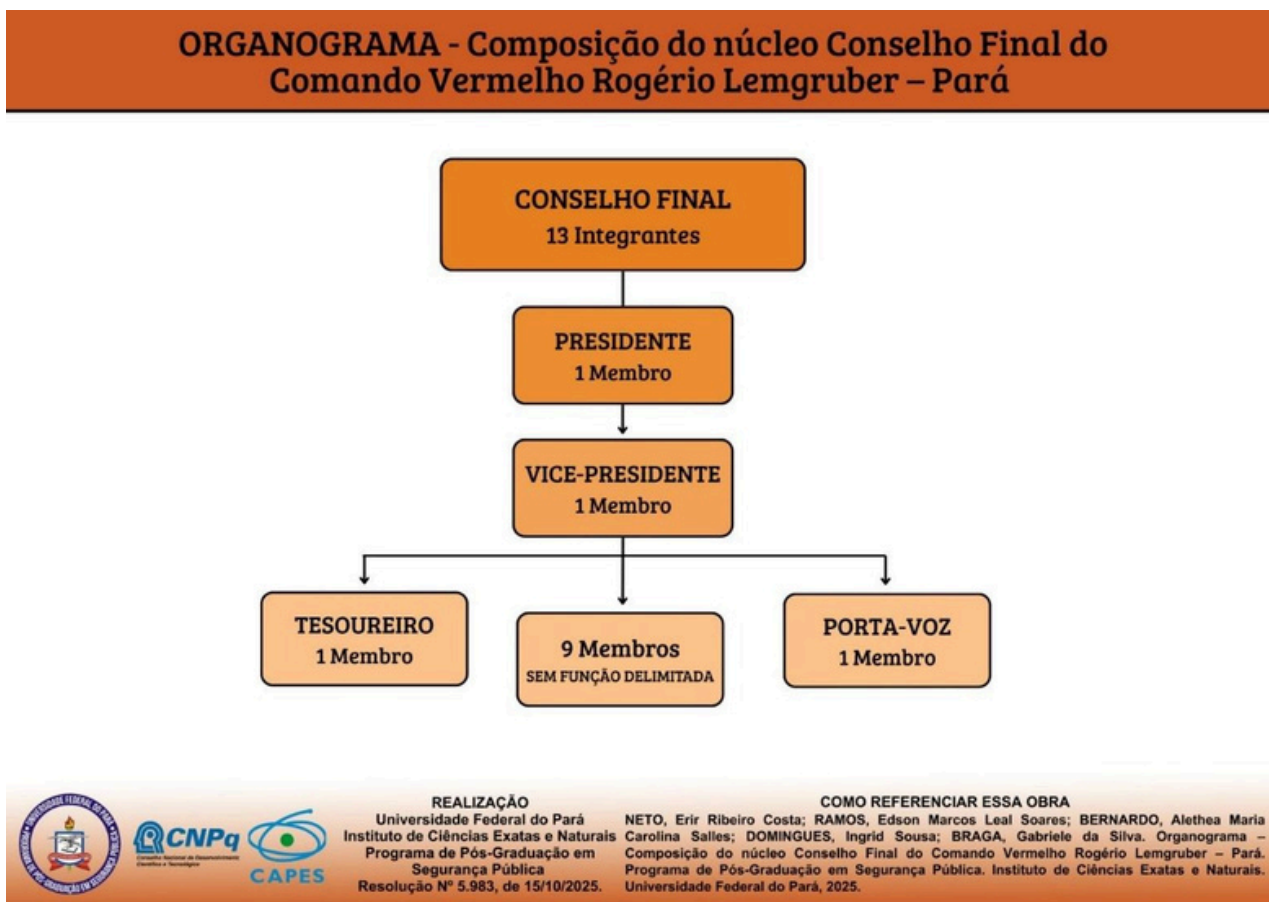 ORGANOGRAMA - Composição do núcleo Conselho Final do
Comando Vermelho Rogério Lemgruber – Pará
CONSELHO FINAL
13 Integrantes
PRESIDENTE
1 Membro
VICE-PRESIDENTE
1 Membro
TESOUREIRO
1 Membro
9 Membros
SEM FUNÇÃO DELIMITADA
PORTA-VOZ
1 Membro
CNPq
Conselho Nacional de Desenvolvimento
Científico e Tecnológico
CAPES
REALIZAÇÃO
Universidade Federal do Pará
Instituto de Ciências Exatas e Naturais
Programa de Pós-Graduação em
Segurança Pública
Resolução Nº 5.983, de 15/10/2025.
COMO REFERENCIAR ESSA OBRA
NETO, Erir Ribeiro Costa; RAMOS, Edson Marcos Leal Soares; BERNARDO, Alethea Maria
Carolina Salles; DOMINGUES, Ingrid Sousa; BRAGA, Gabriele da Silva. Organograma –
Composição do núcleo Conselho Final do Comando Vermelho Rogério Lemgruber – Pará.
Programa de Pós-Graduação em Segurança Pública. Instituto de Ciências Exatas e Naturais.
Universidade Federal do Pará, 2025.